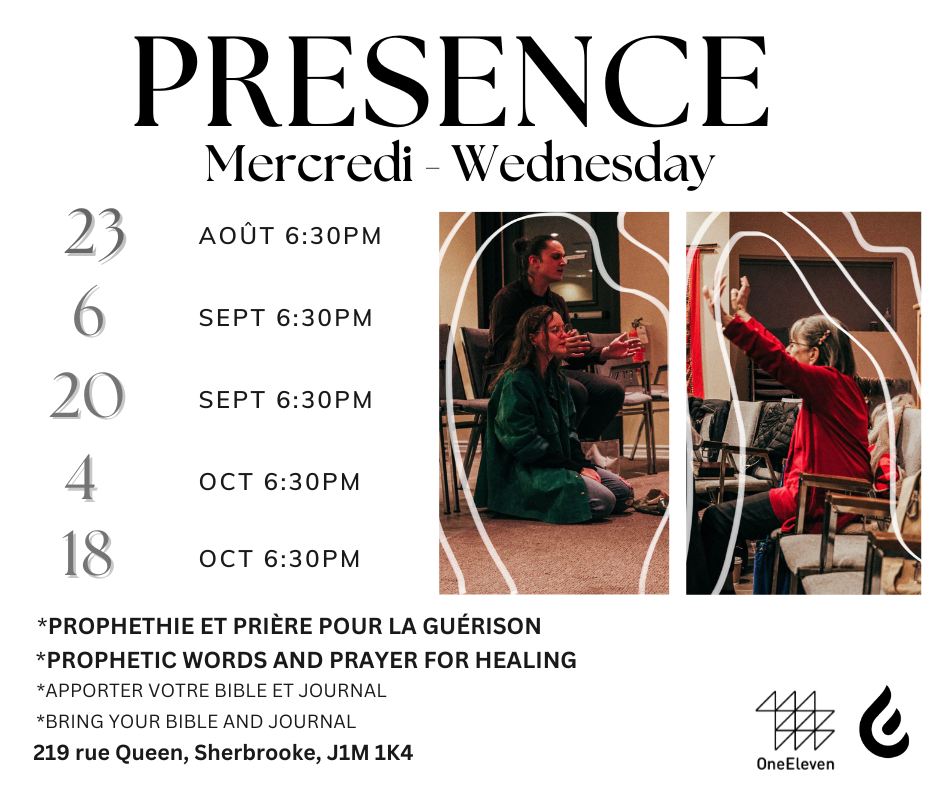 PRESENCE
Mercredi - Wednesday
23 AOÛT 6:30PM
6 SEPT 6:30PM
20 SEPT 6:30PM
4 OCT 6:30PM
18 OCT 6:30PM
*PROPHETHIE ET PRIÈRE POUR LA GUÉRISON
*PROPHETIC WORDS AND PRAYER FOR HEALING
*APPORTER VOTRE BIBLE ET JOURNAL
*BRING YOUR BIBLE AND JOURNAL
219 rue Queen, Sherbrooke, J1M 1K4
OneEleven